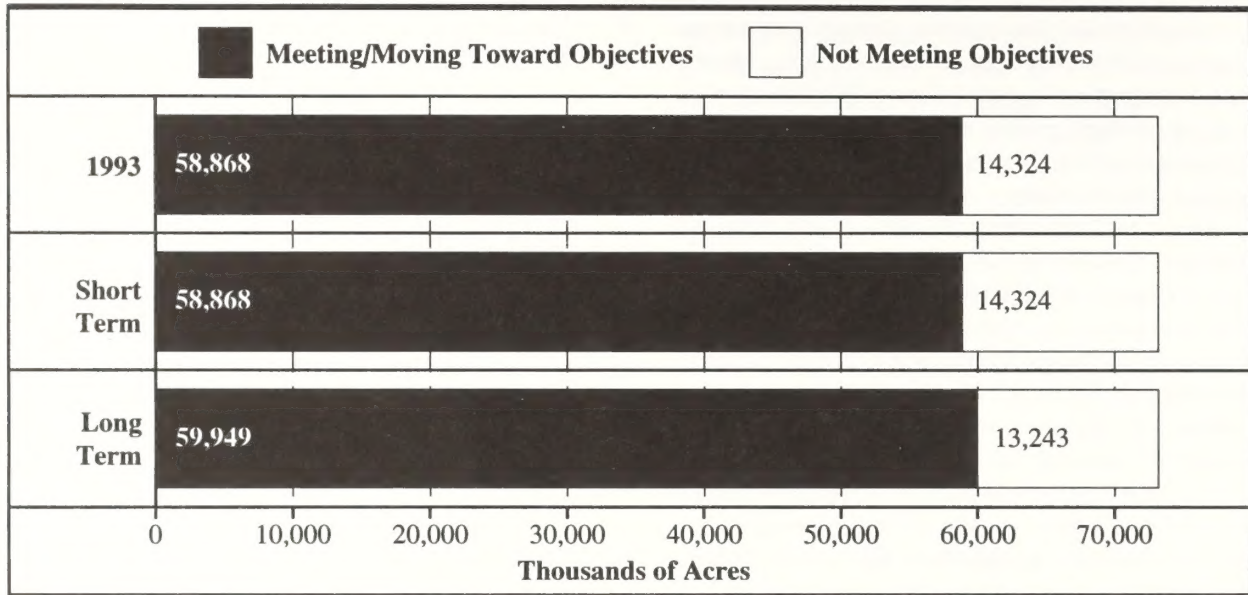 Meeting/Moving Toward Objectives Not Meeting Objectives
1993 58,868 14,324
Short
Term
58,868 14,324
Long
Term
59,949 13,243
0 10,000 20,000 30,000 40,000 50,000 60,000 70,000
Thousands of Acres